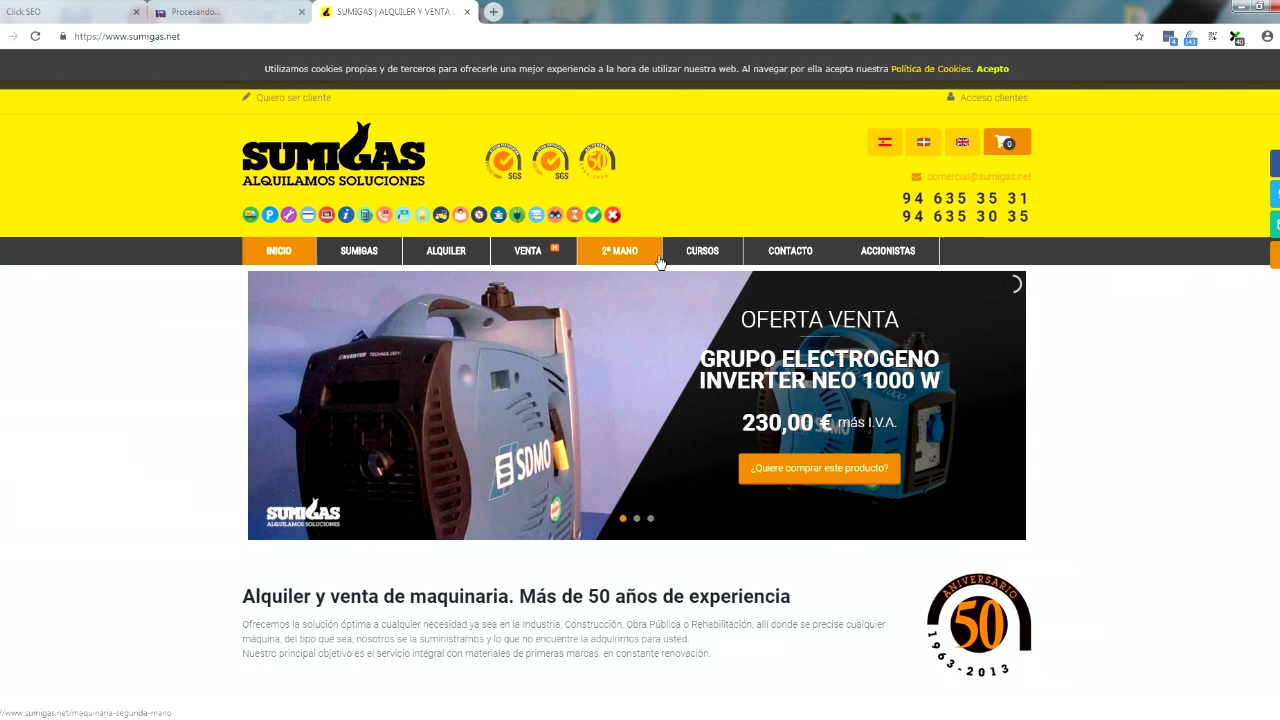 Click SEO
Procesando...
SUMIGAS | ALQUILER Y VENTA
https://www.sumigas.net
Utilizamos cookies propias y de terceros para ofrecerle una mejor experiencia a la hora de utilizar nuestra web. Al navegar por ella acepta nuestra Política de Cookies. Acepto
Quiero ser cliente
Acceso clientes
SUMIGAS
ALQUILAMOS SOLUCIONES
SGS
SGS
ANIVERSARIO
50
0
comercial@sumigas.net
94 635 35 31
94 635 30 35
INICIO
SUMIGAS
ALQUILER
VENTA
H
2ª MANO
CURSOS
CONTACTO
ACCIONISTAS
OFERTA VENTA
GRUPO ELECTROGENO
INVERTER NEO 1000 W
230,00 € más I.V.A.
¿Quiere comprar este producto?
INVERTER TECHNOLOGY
SDMO
SUMIGAS
ALQUILAMOS SOLUCIONES
Alquiler y venta de maquinaria. Más de 50 años de experiencia
Ofrecemos la solución óptima a cualquier necesidad ya sea en la Industria, Construcción, Obra Pública o Rehabilitación, allí donde se precise cualquier
máquina, del tipo que sea, nosotros se la suministramos y lo que no encuentre la adquirimos para usted.
Nuestro principal objetivo es el servicio integral con materiales de primeras marcas, en constante renovación.
ANIVERSARIO
50
1963-2013
//www.sumigas.net/maquinaria-segunda-mano